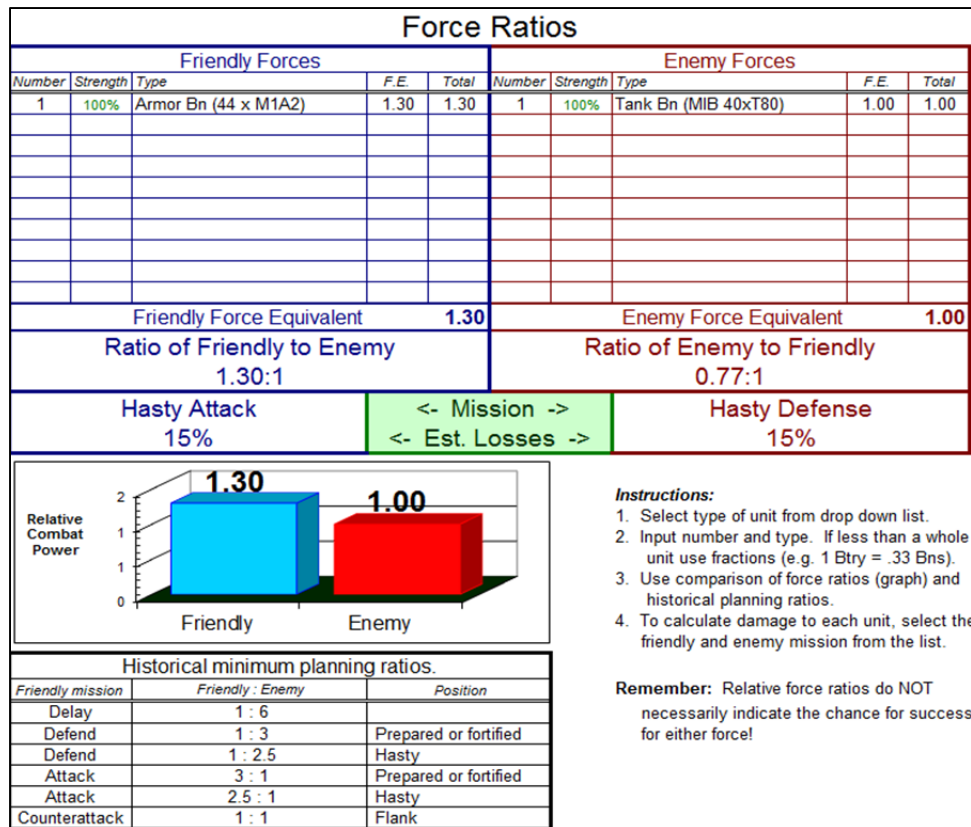 Force Ratios
Friendly Forces
Number Strength Type F.E. Total
1 100% Armor Bn (44 x M1A2) 1.30 1.30
Friendly Force Equivalent 1.30
Ratio of Friendly to Enemy
1.30:1
Enemy Forces
Number Strength Type F.E. Total
1 100% Tank Bn (MIB 40xT80) 1.00 1.00
Enemy Force Equivalent 1.00
Ratio of Enemy to Friendly
0.77:1
Hasty Attack
15%
<- Mission ->
<- Est. Losses ->
Hasty Defense
15%
Relative
Combat
Power
2
1
1
0
1.30
1.00
Friendly Enemy
Instructions:
1. Select type of unit from drop down list.
2. Input number and type. If less than a whole
unit use fractions (e.g. 1 Btry = .33 Bns).
3. Use comparison of force ratios (graph) and
historical planning ratios.
4. To calculate damage to each unit, select the
friendly and enemy mission from the list.
Remember: Relative force ratios do NOT
necessarily indicate the chance for success
for either force!
Historical minimum planning ratios.
Friendly mission Friendly : Enemy Position
Delay 1 : 6
Defend 1 : 3 Prepared or fortified
Defend 1 : 2.5 Hasty
Attack 3 : 1 Prepared or fortified
Attack 2.5 : 1 Hasty
Counterattack 1 : 1 Flank